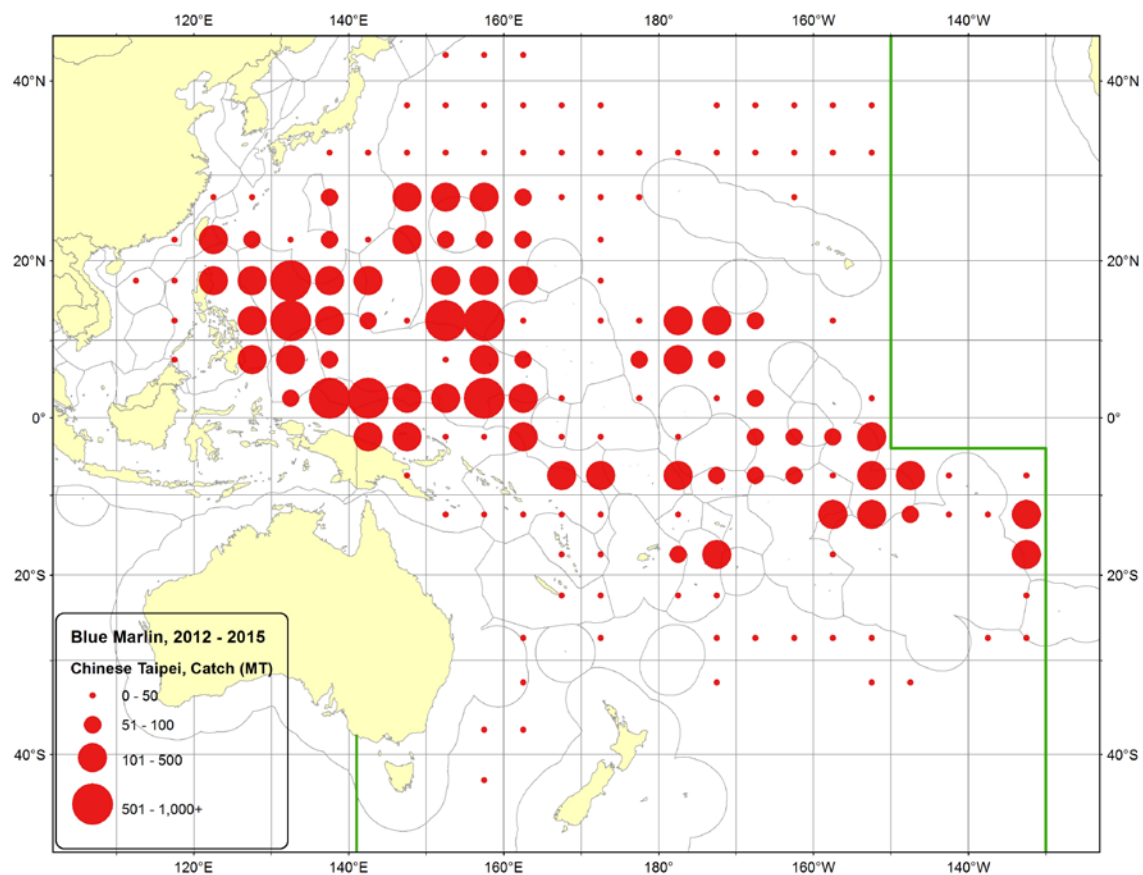 120°E 140°E 160°E 180° 160°W 140°W
40°N 40°N
20°N 20°N
0° 0°
20°S 20°S
40°S 40°S
Blue Marlin, 2012 - 2015
Chinese Taipei, Catch (MT)
0 - 50
51 - 100
101 - 500
501 - 1,000+
120°E 140°E 160°E 180° 160°W 140°W